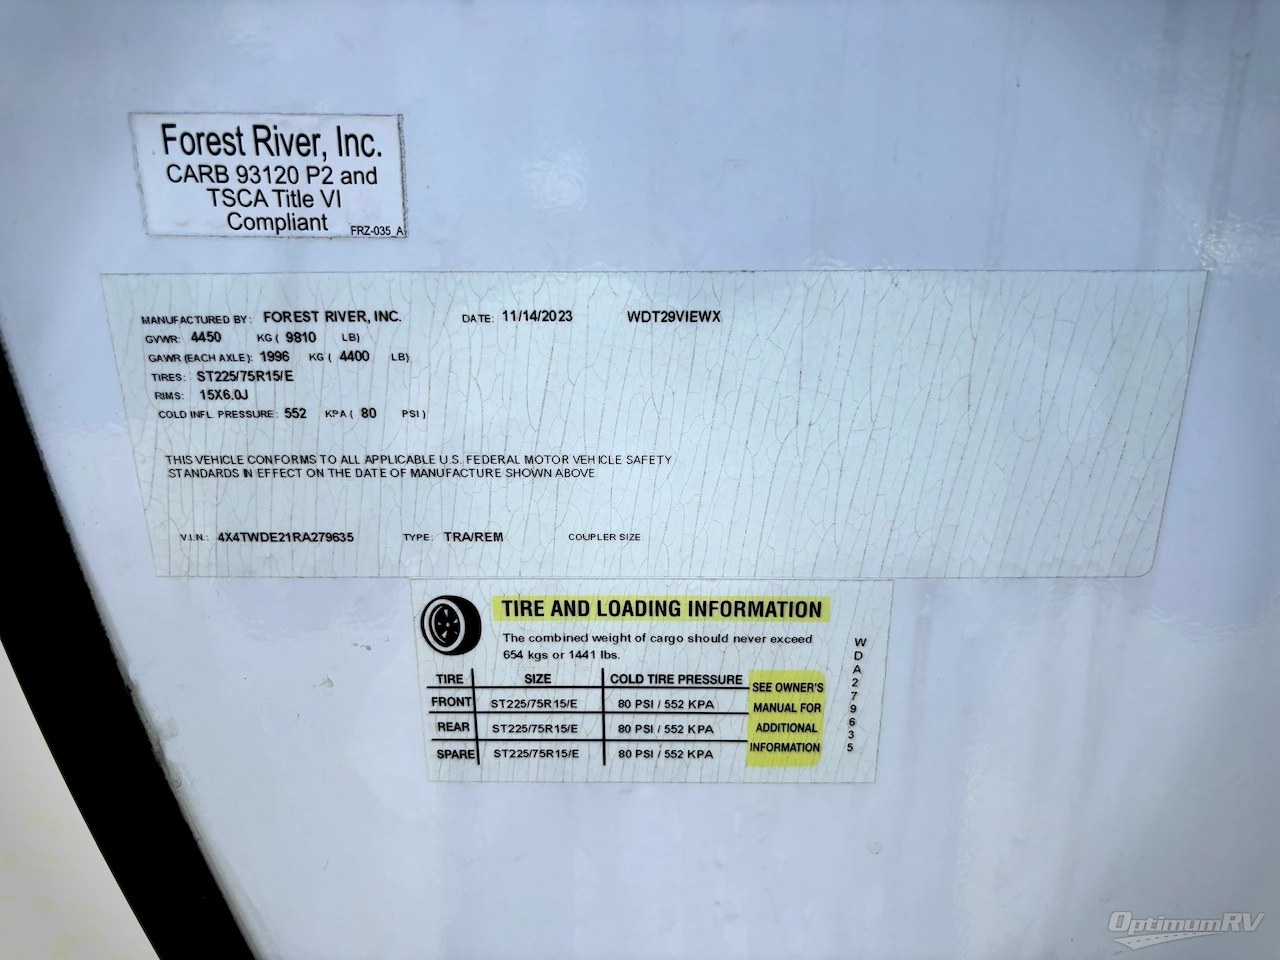 Forest River, Inc.
CARB 93120 P2 and
TSCA Title VI
Compliant
FRZ-035_A
MANUFACTURED BY: FOREST RIVER, INC. DATE: 11/14/2023 WDT29VIEWX
GVWR: 4450 KG ( 9810 LB)
GAWR (EACH AXLE): 1996 KG ( 4400 LB)
TIRES: ST225/75R15/E
RIMS: 15X6.0J
COLD INFL. PRESSURE: 552 KPA ( 80 PSI )
THIS VEHICLE CONFORMS TO ALL APPLICABLE U.S. FEDERAL MOTOR VEHICLE SAFETY
STANDARDS IN EFFECT ON THE DATE OF MANUFACTURE SHOWN ABOVE
V.I.N.: 4X4TWDE21RA279635 TYPE: TRA/REM COUPLER SIZE:
TIRE AND LOADING INFORMATION
The combined weight of cargo should never exceed
654 kgs or 1441 lbs.
TIRE SIZE COLD TIRE PRESSURE
FRONT ST225/75R15/E 80 PSI / 552 KPA
REAR ST225/75R15/E 80 PSI / 552 KPA
SPARE ST225/75R15/E 80 PSI / 552 KPA
SEE OWNER'S
MANUAL FOR
ADDITIONAL
INFORMATION
WDA279635
OptimumRV